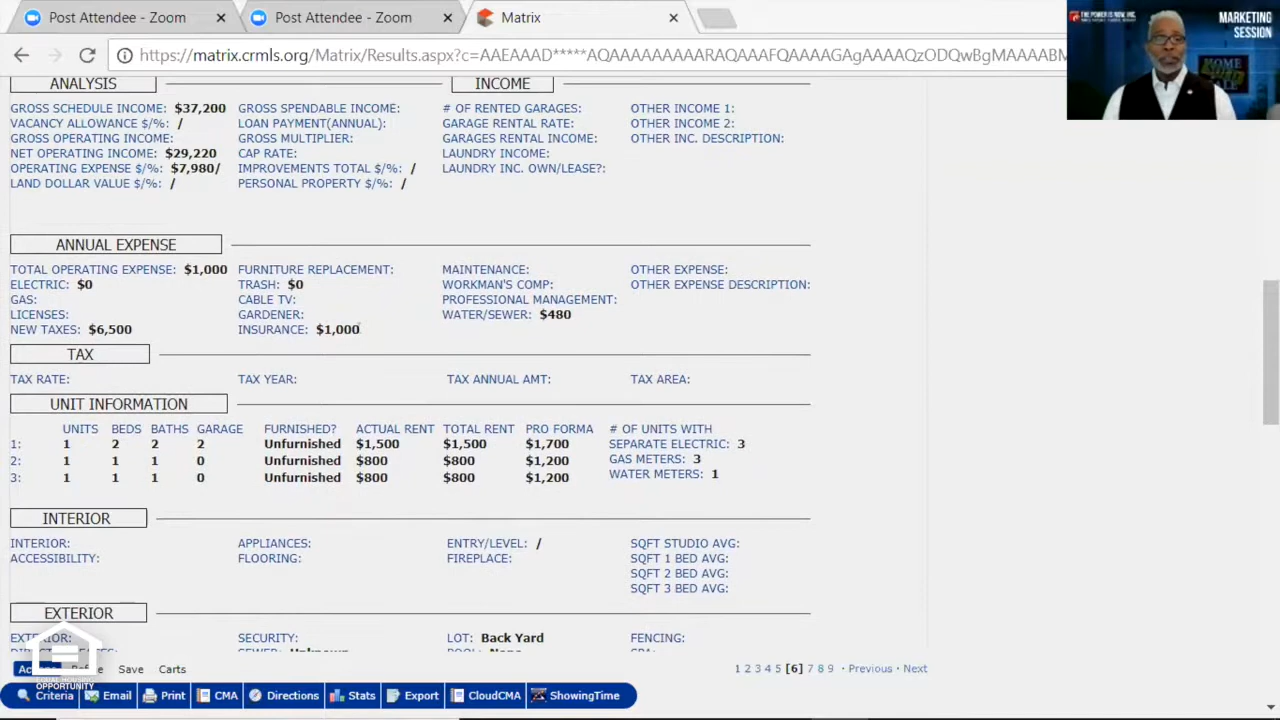 Post Attendee - Zoom
Post Attendee - Zoom
Matrix
https://matrix.crmls.org/Matrix/Results.aspx?c=AAEAAAD*****AQAAAAAAAAARAQAAAFQAAAAGAgAAAAQzODQwBgMAAAABM
THE POWER IS NOW INC.
MARKETING
SESSION
ANALYSIS
INCOME
GROSS SCHEDULE INCOME: $37,200 GROSS SPENDABLE INCOME: # OF RENTED GARAGES: OTHER INCOME 1:
VACANCY ALLOWANCE $/%: / LOAN PAYMENT(ANNUAL): GARAGE RENTAL RATE: OTHER INCOME 2:
GROSS OPERATING INCOME: GROSS MULTIPLIER: GARAGES RENTAL INCOME: OTHER INC. DESCRIPTION:
NET OPERATING INCOME: $29,220 CAP RATE: LAUNDRY INCOME:
OPERATING EXPENSE $/%: $7,980/ IMPROVEMENTS TOTAL $/%: / LAUNDRY INC. OWN/LEASE?:
LAND DOLLAR VALUE $/%: / PERSONAL PROPERTY $/%: /
ANNUAL EXPENSE
TOTAL OPERATING EXPENSE: $1,000 FURNITURE REPLACEMENT: MAINTENANCE: OTHER EXPENSE:
ELECTRIC: $0 TRASH: $0 WORKMAN'S COMP: OTHER EXPENSE DESCRIPTION:
GAS: CABLE TV: PROFESSIONAL MANAGEMENT:
LICENSES: GARDENER: WATER/SEWER: $480
NEW TAXES: $6,500 INSURANCE: $1,000
TAX
TAX RATE: TAX YEAR: TAX ANNUAL AMT: TAX AREA:
UNIT INFORMATION
UNITS BEDS BATHS GARAGE FURNISHED? ACTUAL RENT TOTAL RENT PRO FORMA # OF UNITS WITH
1: 1 2 2 2 Unfurnished $1,500 $1,500 $1,700 SEPARATE ELECTRIC: 3
2: 1 1 1 0 Unfurnished $800 $800 $1,200 GAS METERS: 3
3: 1 1 1 0 Unfurnished $800 $800 $1,200 WATER METERS: 1
INTERIOR
INTERIOR: APPLIANCES: ENTRY/LEVEL: / SQFT STUDIO AVG:
ACCESSIBILITY: FLOORING: FIREPLACE: SQFT 1 BED AVG:
SQFT 2 BED AVG:
SQFT 3 BED AVG:
EXTERIOR
EXTERIOR: SECURITY: LOT: Back Yard FENCING:
Save Carts 1 2 3 4 5 [6] 7 8 9 · Previous · Next
Criteria Email Print CMA Directions Stats Export CloudCMA ShowingTime
EQUAL HOUSING
OPPORTUNITY